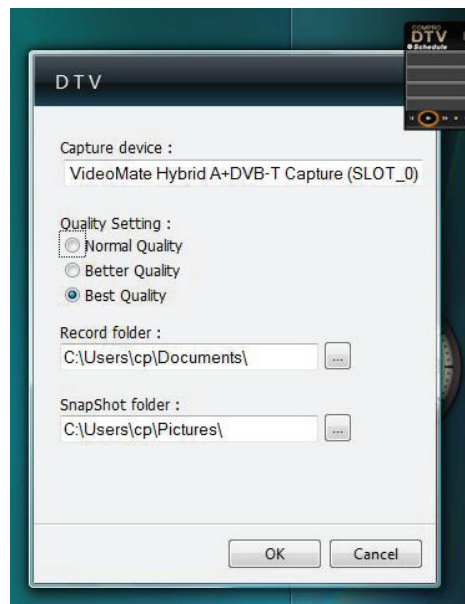 COMPRO
DTV
Schedule
DTV
Capture device :
VideoMate Hybrid A+DVB-T Capture (SLOT_0)
Quality Setting :
Normal Quality
Better Quality
Best Quality
Record folder :
C:\Users\cp\Documents\
...
SnapShot folder :
C:\Users\cp\Pictures\
...
OK
Cancel